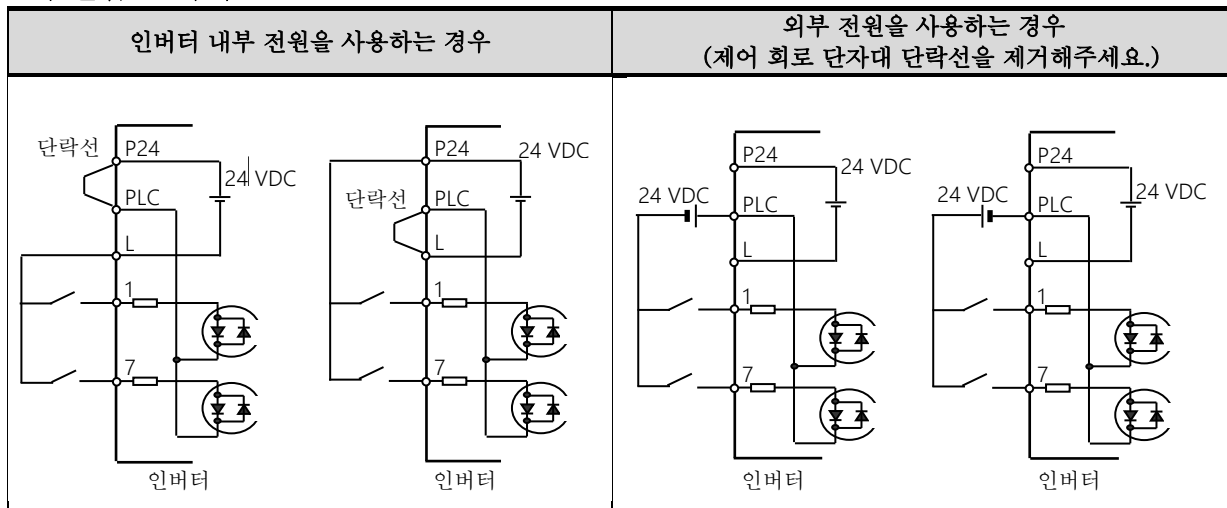 인버터 내부 전원을 사용하는 경우
외부 전원을 사용하는 경우
(제어 회로 단자대 단락선을 제거해주세요.)
단락선
P24
24 VDC
PLC
L
1
7
인버터
P24
24 VDC
단락선
PLC
L
1
7
인버터
P24
24 VDC
24 VDC
PLC
L
1
7
인버터
P24
24 VDC
24 VDC
PLC
L
1
7
인버터